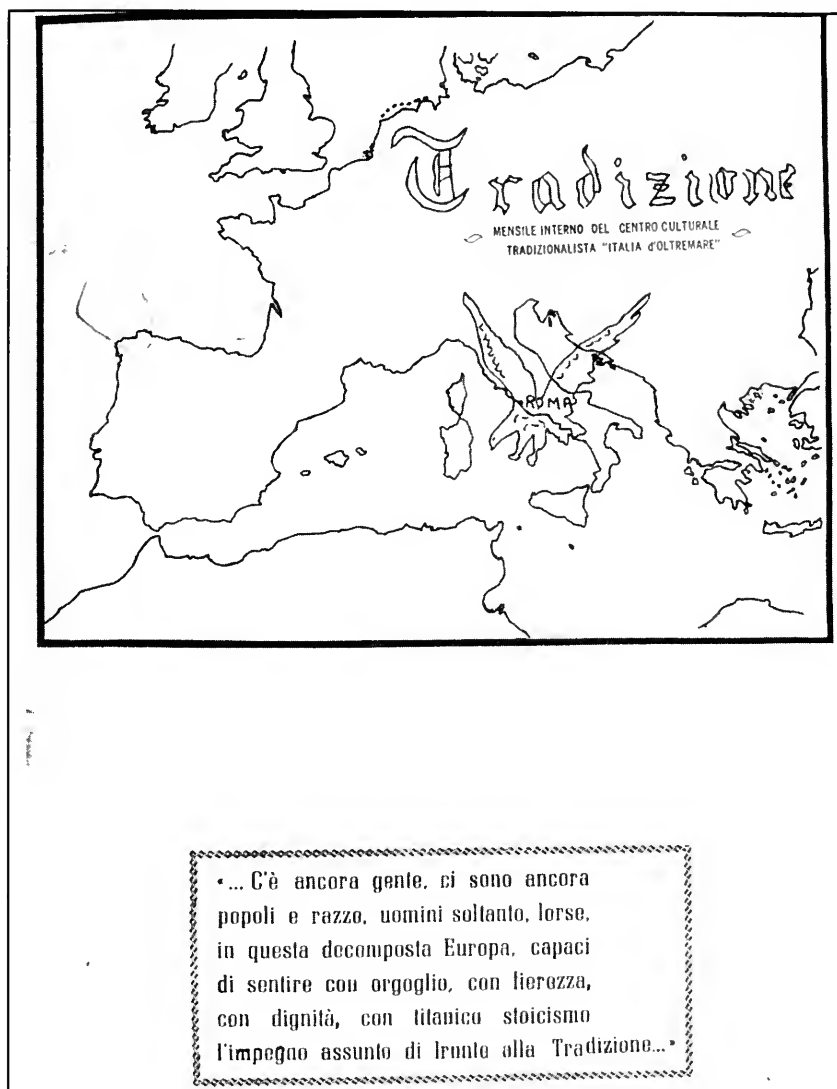 Tradizione
MENSILE INTERNO DEL CENTRO CULTURALE
TRADIZIONALISTA "ITALIA d'OLTREMARE"
ROMA
«... C'è ancora gente, ci sono ancora
popoli e razze, uomini soltanto, forse,
in questa decomposta Europa, capaci
di sentire con orgoglio, con fierezza,
con dignità, con titanico stoicismo
l'impegno assunto di fronte alla Tradizione...»